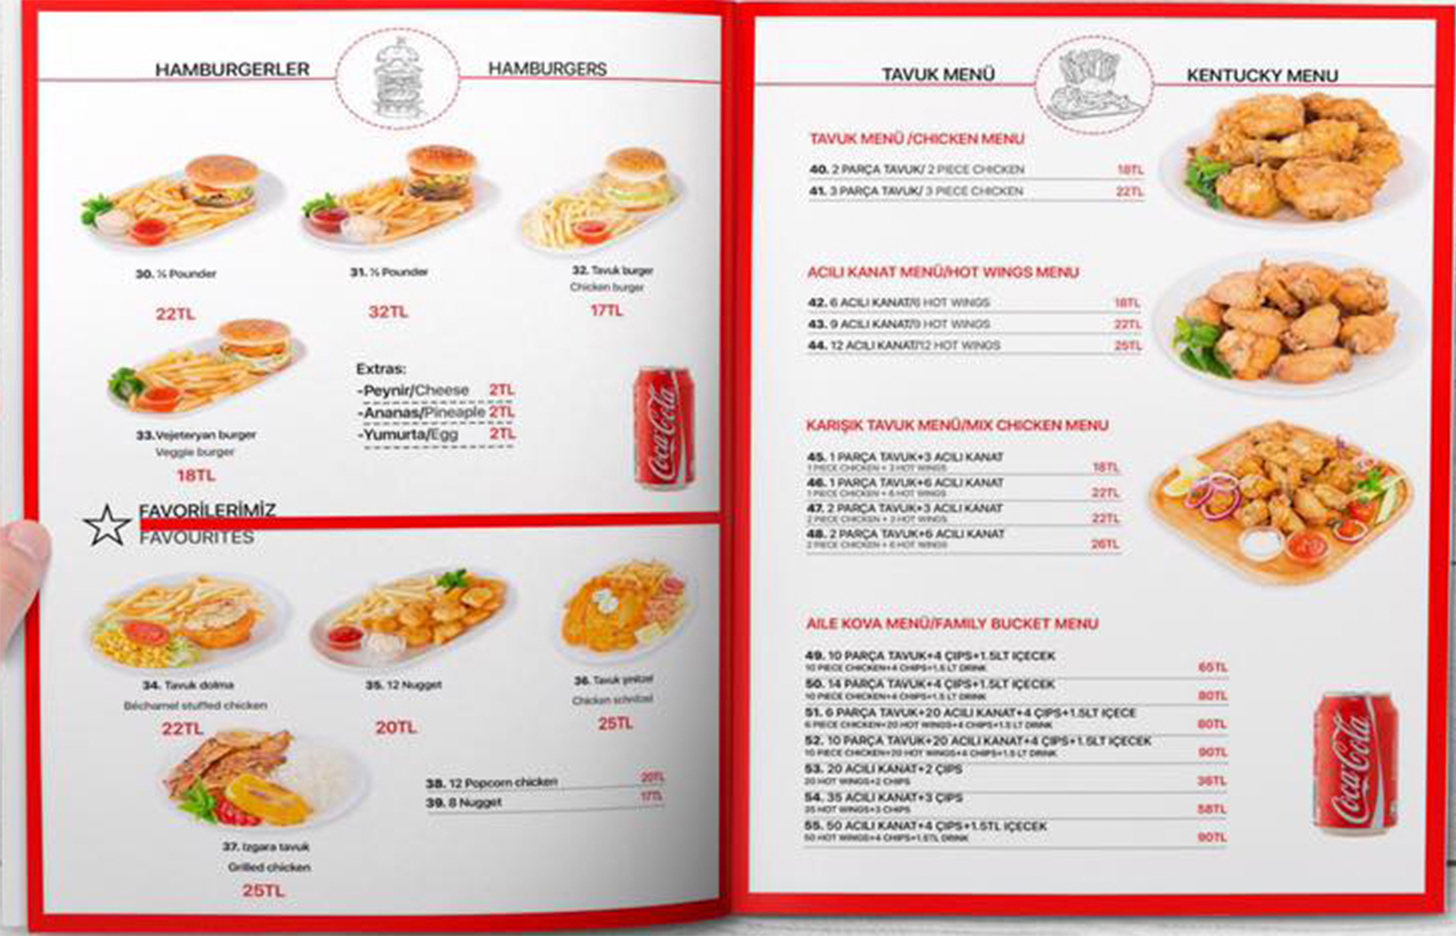 HAMBURGERLER
HAMBURGERS
30. ¼ Pounder
22TL
31. ½ Pounder
32TL
32. Tavuk burger
Chicken burger
17TL
33.Vejeteryan burger
Veggie burger
18TL
Extras:
-Peynir/Cheese 2TL
-Ananas/Pineaple 2TL
-Yumurta/Egg 2TL
Coca-Cola
FAVORİLERİMİZ
FAVOURITES
34. Tavuk dolma
Béchamel stuffed chicken
22TL
35. 12 Nugget
20TL
36. Tavuk şnitzel
Chicken schnitzel
25TL
37. Izgara tavuk
Grilled chicken
25TL
38. 12 Popcorn chicken 20TL
39. 8 Nugget 17TL
TAVUK MENÜ
KENTUCKY MENU
TAVUK MENÜ /CHICKEN MENU
40. 2 PARÇA TAVUK/ 2 PIECE CHICKEN 18TL
41. 3 PARÇA TAVUK/ 3 PIECE CHICKEN 22TL
ACILI KANAT MENÜ/HOT WINGS MENU
42. 6 ACILI KANAT/6 HOT WINGS 18TL
43. 9 ACILI KANAT/9 HOT WINGS 22TL
44. 12 ACILI KANAT/12 HOT WINGS 25TL
KARIŞIK TAVUK MENÜ/MIX CHICKEN MENU
45. 1 PARÇA TAVUK+3 ACILI KANAT
1 PIECE CHICKEN + 3 HOT WINGS 18TL
46. 1 PARÇA TAVUK+6 ACILI KANAT
1 PIECE CHICKEN + 6 HOT WINGS 22TL
47. 2 PARÇA TAVUK+3 ACILI KANAT
2 PIECE CHICKEN + 3 HOT WINGS 22TL
48. 2 PARÇA TAVUK+6 ACILI KANAT
2 PIECE CHICKEN + 6 HOT WINGS 26TL
AILE KOVA MENÜ/FAMILY BUCKET MENU
49. 10 PARÇA TAVUK+4 ÇIPS+1.5LT IÇECEK
10 PIECE CHICKEN+4 CHIPS+1.5 LT DRINK 65TL
50. 14 PARÇA TAVUK+4 ÇIPS+1.5LT IÇECEK
10 PIECE CHICKEN+4 CHIPS+1.5 LT DRINK 80TL
51. 6 PARÇA TAVUK+20 ACILI KANAT+4 ÇIPS+1.5LT IÇECE
6 PIECE CHICKEN+20 HOT WINGS+4 CHIPS+1.5 LT DRINK 80TL
52. 10 PARÇA TAVUK+20 ACILI KANAT+4 ÇIPS+1.5LT IÇECEK
10 PIECE CHICKEN+20 HOT WINGS+4 CHIPS+1.5 LT DRINK 90TL
53. 20 ACILI KANAT+2 ÇIPS
20 HOT WINGS+2 CHIPS 36TL
54. 35 ACILI KANAT+3 ÇIPS
35 HOT WINGS+3 CHIPS 58TL
55. 50 ACILI KANAT+4 ÇIPS+1.5TL IÇECEK
50 HOT WINGS+4 CHIPS+1.5TL DRINK 90TL
Coca-Cola